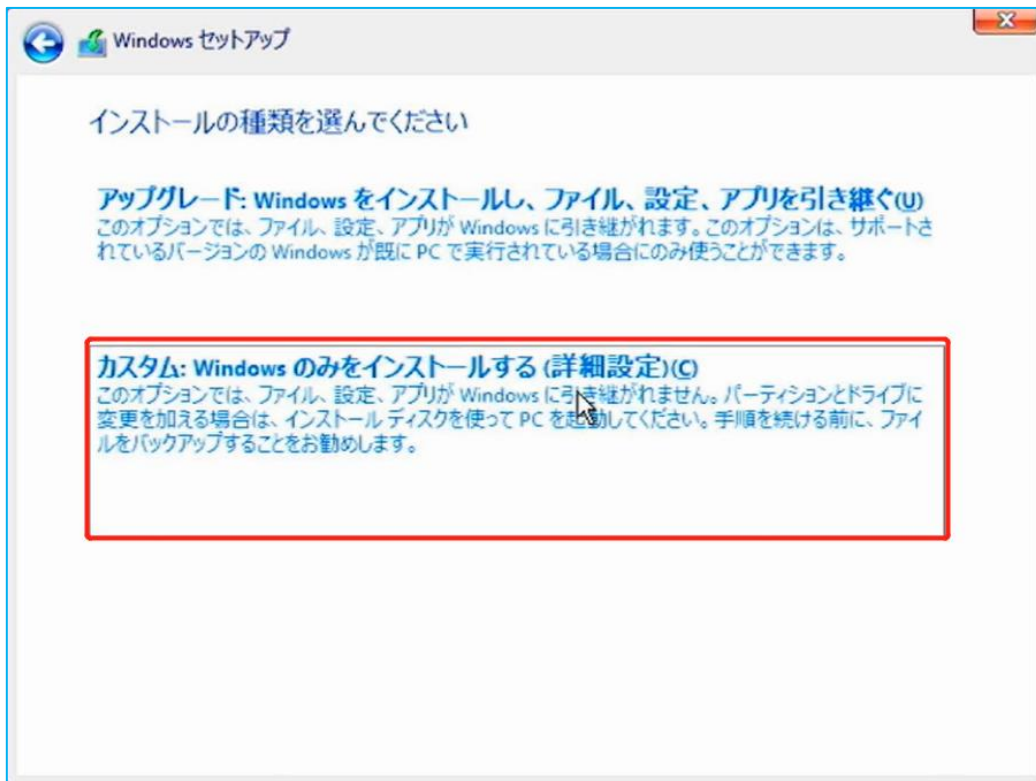 Windows セットアップ
インストールの種類を選んでください
アップグレード: Windows をインストールし、ファイル、設定、アプリを引き継ぐ(U)
このオプションでは、ファイル、設定、アプリが Windows に引き継がれます。このオプションは、サポートさ
れているバージョンの Windows が既に PC で実行されている場合にのみ使うことができます。
カスタム: Windows のみをインストールする (詳細設定)(C)
このオプションでは、ファイル、設定、アプリが Windows に引き継がれません。パーティションとドライブに
変更を加える場合は、インストール ディスクを使って PC を起動してください。手順を続ける前に、ファイ
ルをバックアップすることをお勧めします。